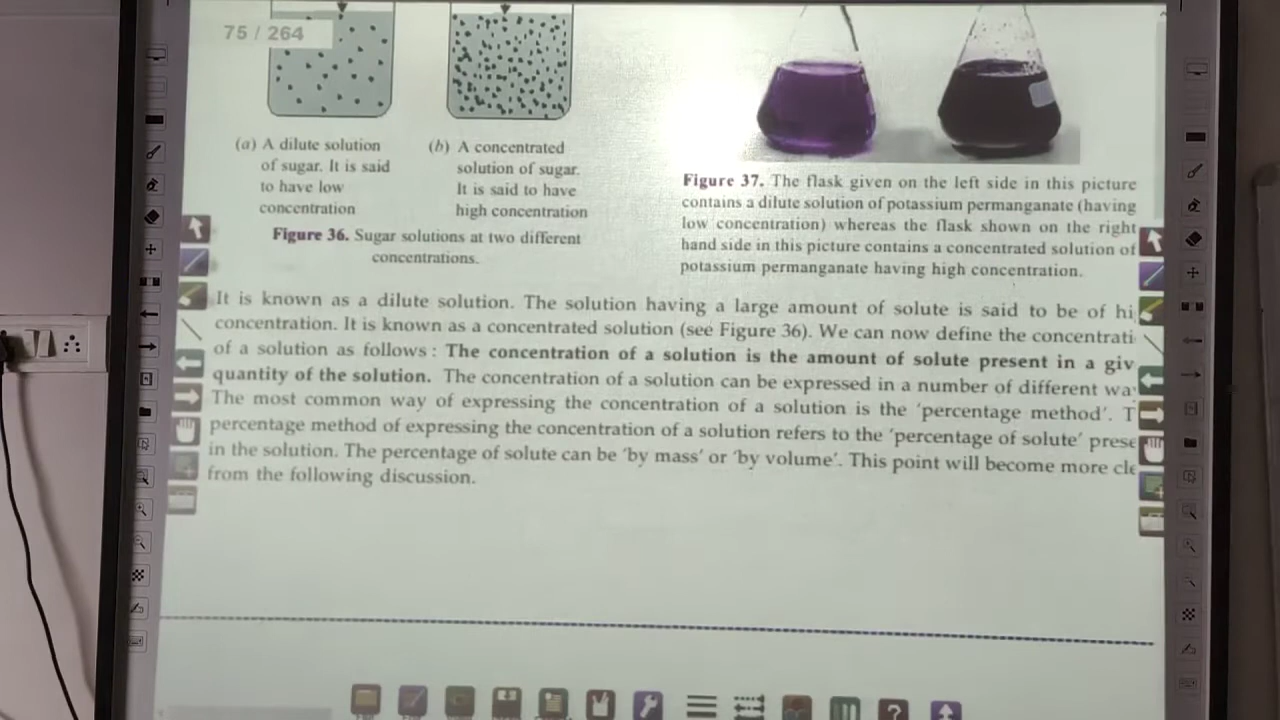 75 / 264
(a) A dilute solution
of sugar. It is said
to have low
concentration
(b) A concentrated
solution of sugar.
It is said to have
high concentration
Figure 36. Sugar solutions at two different
concentrations.
Figure 37. The flask given on the left side in this picture
contains a dilute solution of potassium permanganate (having
low concentration) whereas the flask shown on the right
hand side in this picture contains a concentrated solution of
potassium permanganate having high concentration.
It is known as a dilute solution. The solution having a large amount of solute is said to be of hi
concentration. It is known as a concentrated solution (see Figure 36). We can now define the concentrati
of a solution as follows : The concentration of a solution is the amount of solute present in a giv
quantity of the solution. The concentration of a solution can be expressed in a number of different wa
The most common way of expressing the concentration of a solution is the 'percentage method'. T
percentage method of expressing the concentration of a solution refers to the 'percentage of solute' prese
in the solution. The percentage of solute can be 'by mass' or 'by volume'. This point will become more cle
from the following discussion.